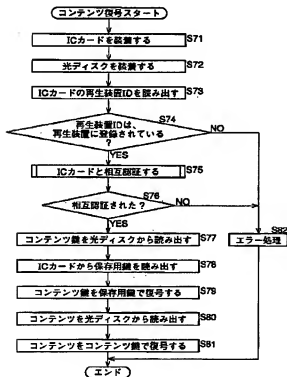 コンテンツ復号スタート
ICカードを装着する
S71
光ディスクを装着する
S72
ICカードの再生装置IDを読み出す
S73
再生装置IDは、
再生装置に登録されている
?
S74
NO
YES
ICカードと相互認証する
S75
相互認証された?
S76
NO
YES
コンテンツ鍵を光ディスクから読み出す
S77
エラー処理
S82
ICカードから保存用鍵を読み出す
S78
コンテンツ鍵を保存用鍵で復号する
S79
コンテンツを光ディスクから読み出す
S80
コンテンツをコンテンツ鍵で復号する
S81
エンド